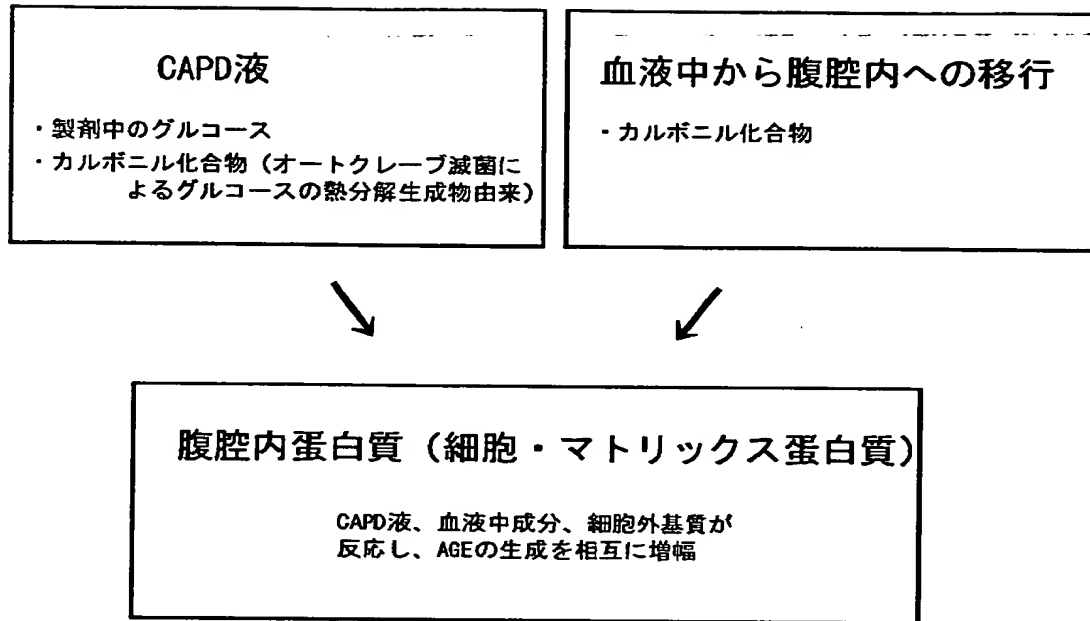 CAPD液
・製剤中のグルコース
・カルボニル化合物(オートクレーブ滅菌に
よるグルコースの熱分解生成物由来)
血液中から腹腔内への移行
・カルボニル化合物
腹腔内蛋白質(細胞・マトリックス蛋白質)
CAPD液、血液中成分、細胞外基質が
反応し、AGEの生成を相互に増幅